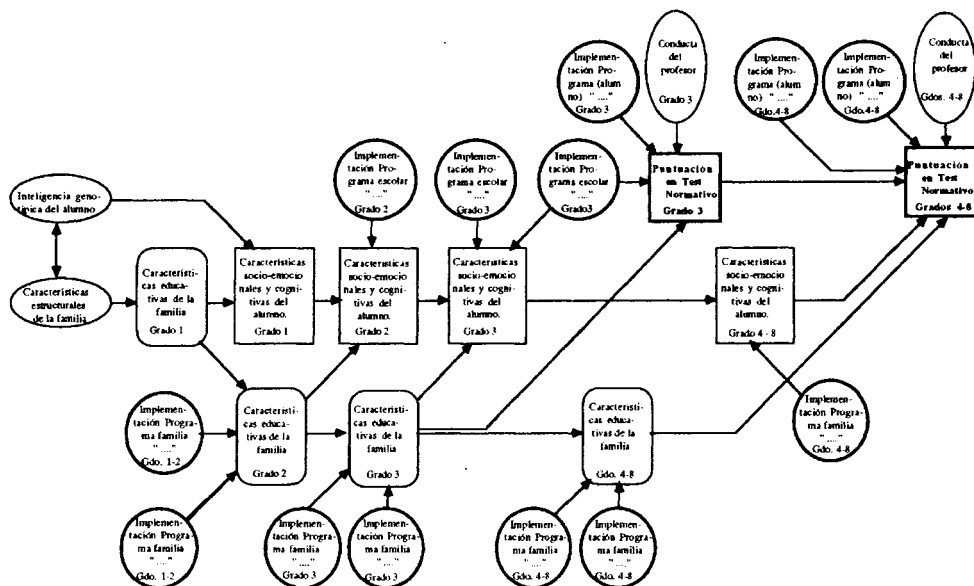 Implemen-
tación Pro
grama (alum
no) "...."
Grado 3
Conducta
del
profesor
Grado 3
Implemen-
tación Pro
grama (alum
no) "...."
Gdo.4-8
Implemen-
tación Pro
grama (alum
no) "...."
Gdo.4-8
Conducta
del
profesor
Gdos. 4-8
Inteligencia geno-
típica del alumno
Implemen-
tación Pro
grama escolar
"...."
Grado 2
Implemen-
tación Pro
grama escolar
"...."
Grado3
Implemen-
tación Pro
grama escolar
"...."
Grado3
Puntuación
en Test
Normativo
Grado 3
Puntuación
en Test
Normativo
Grados 4-8
Características
estructurales
de la familia
Característi-
cas educa-
tivas de la
familia
Grado 1
Características
socio-emocio
nales y cogni-
tivas del
alumno.
Grado 1
Características
socio-emocio
nales y cogni-
tivas del
alumno.
Grado 2
Características
socio-emocio
nales y cogni-
tivas del
alumno.
Grado 3
Características
socio-emocio
nales y cogni-
tivas del
alumno.
Grado 4 - 8
Implemen-
tación Progra
ma familia
"...."
Gdo. 1-2
Característi-
cas educa-
tivas de la
familia
Grado 2
Característi-
cas educa-
tivas de la
familia
Grado 3
Característi-
cas educa-
tivas de la
familia
Gdo. 4-8
Implemen-
tación Progra
ma familia
"...."
Gdo. 4-8
Implemen-
tación Progra
ma familia
"...."
Gdo. 1-2
Implemen-
tación Progra
ma familia
"...."
Grado 3
Implemen-
tación Progra
ma familia
"...."
Grado 3
Implemen-
tación Progra
ma familia
"...."
Gdo. 4-8
Implemen-
tación Progra
ma familia
"...."
Gdo. 4-8